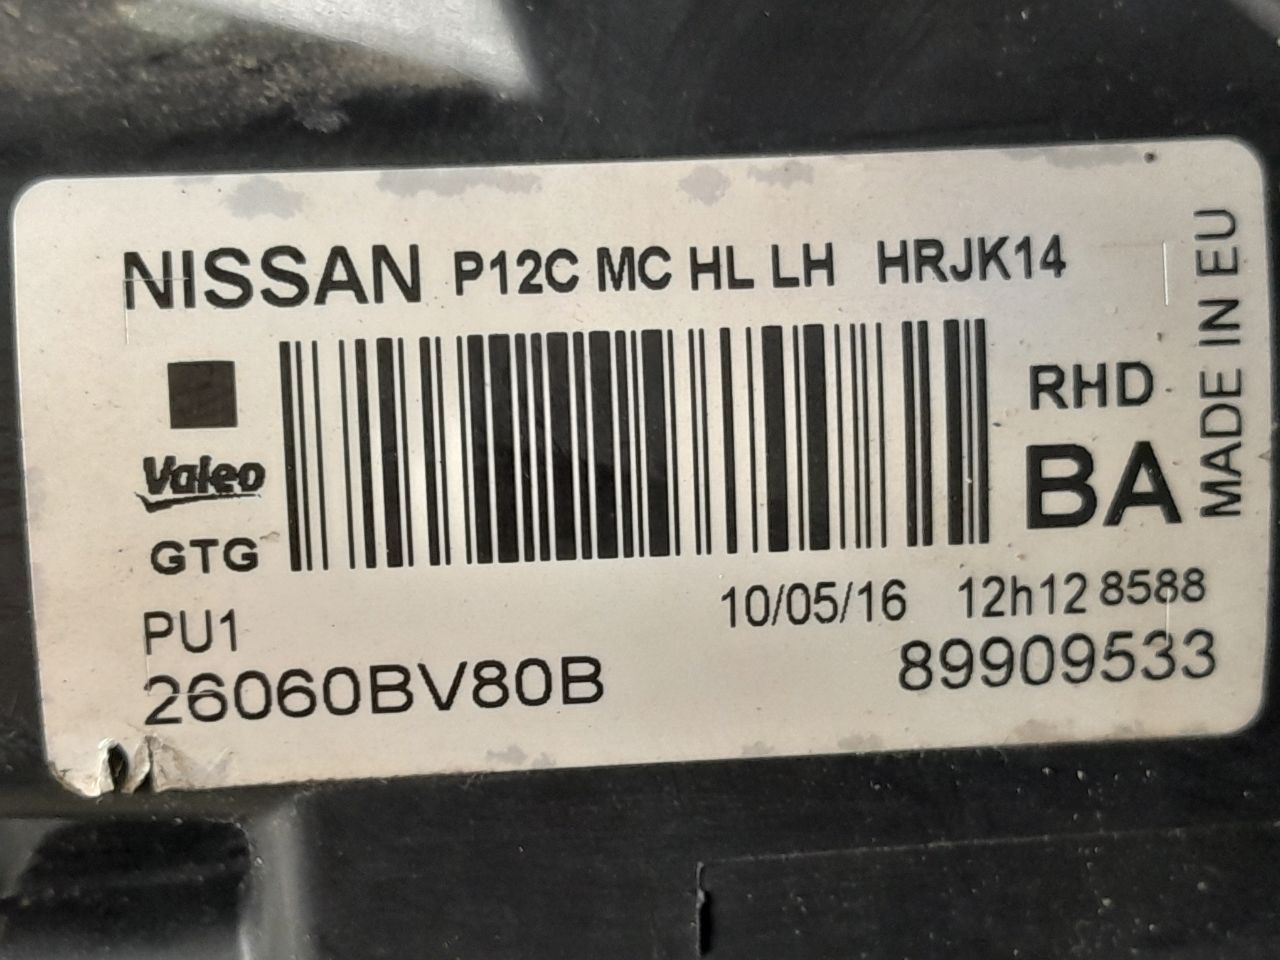 NISSAN P12C MC HL LH HRJK14
Valeo
GTG
RHD
BA
MADE IN EU
PU1
10/05/16 12h12 8588
26060BV80B
89909533